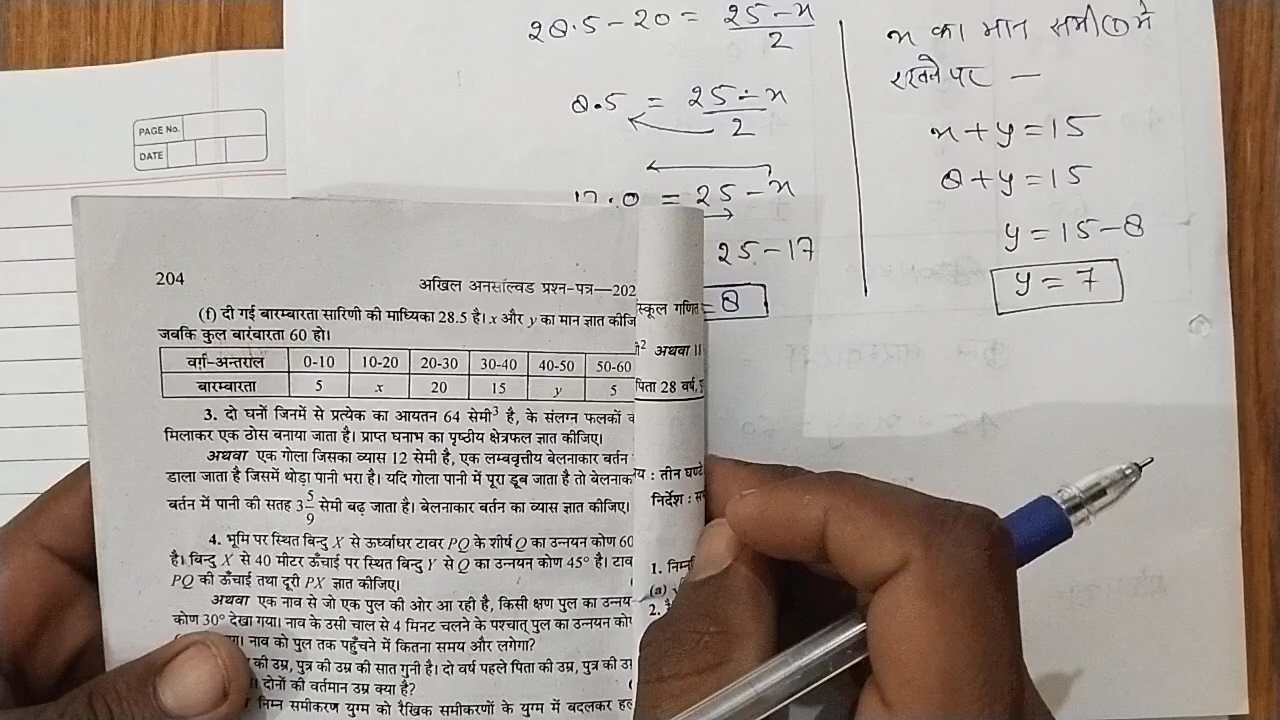 28.5-20 = 25-x/2
8.5 = 25-x/2
17.0 = 25-x
25-17
= 8
x का मान समी० ① में
रखने पर —
x+y=15
8+y=15
y=15-8
y=7
PAGE No.
DATE
204 अखिल अनसॉल्वड प्रश्न-पत्र—202
(f) दी गई बारम्बारता सारिणी की माध्यिका 28.5 है। x और y का मान ज्ञात कीजि
जबकि कुल बारंबारता 60 हो।
वर्ग-अन्तराल 0-10 10-20 20-30 30-40 40-50 50-60
बारम्बारता 5 x 20 15 y 5
3. दो घनों जिनमें से प्रत्येक का आयतन 64 सेमी³ है, के संलग्न फलकों क
मिलाकर एक ठोस बनाया जाता है। प्राप्त घनाभ का पृष्ठीय क्षेत्रफल ज्ञात कीजिए।
अथवा एक गोला जिसका व्यास 12 सेमी है, एक लम्बवृत्तीय बेलनाकार बर्तन
डाला जाता है जिसमें थोड़ा पानी भरा है। यदि गोला पानी में पूरा डूब जाता है तो बेलनाक
बर्तन में पानी की सतह 3 5/9 सेमी बढ़ जाता है। बेलनाकार बर्तन का व्यास ज्ञात कीजिए।
4. भूमि पर स्थित बिन्दु X से ऊर्ध्वाधर टावर PQ के शीर्ष Q का उन्नयन कोण 60
है। बिन्दु X से 40 मीटर ऊँचाई पर स्थित बिन्दु Y से Q का उन्नयन कोण 45° है। टाव
PQ की ऊँचाई तथा दूरी PX ज्ञात कीजिए।
अथवा एक नाव से जो एक पुल की ओर आ रही है, किसी क्षण पुल का उन्नय
कोण 30° देखा गया। नाव के उसी चाल से 4 मिनट चलने के पश्चात् पुल का उन्नयन को
गा। नाव को पुल तक पहुँचने में कितना समय और लगेगा?
की उम्र, पुत्र की उम्र की सात गुनी है। दो वर्ष पहले पिता की उम्र, पुत्र की उ
। दोनों की वर्तमान उम्र क्या है?
निम्न समीकरण युग्म को रैखिक समीकरणों के युग्म में बदलकर हल
स्कूल गणित
² अथवा 11
पिता 28 वर्ष, पु
य : तीन घण्टे
निर्देश : स
1. निम्न
(a)
2.